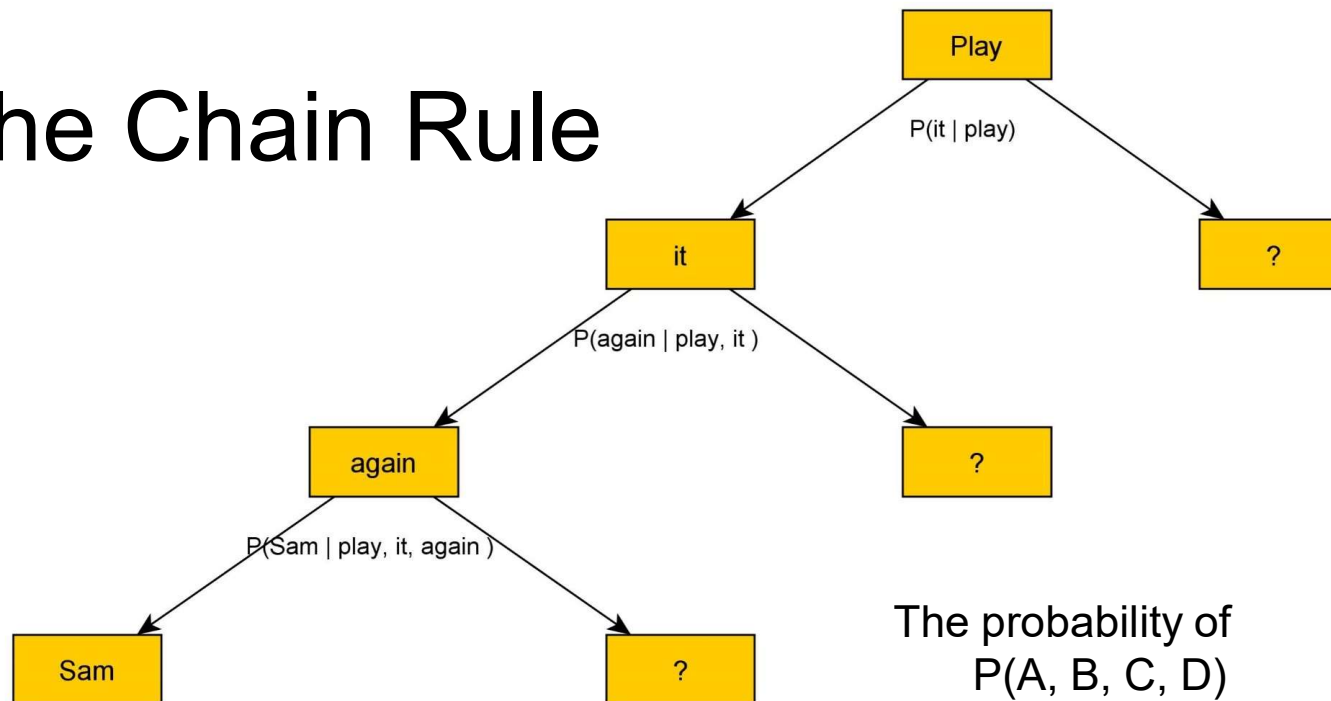 Play
he Chain Rule
P(it | play)
it
?
P(again | play, it )
again
?
P(Sam | play, it, again )
The probability of
P(A, B, C, D)
Sam
?